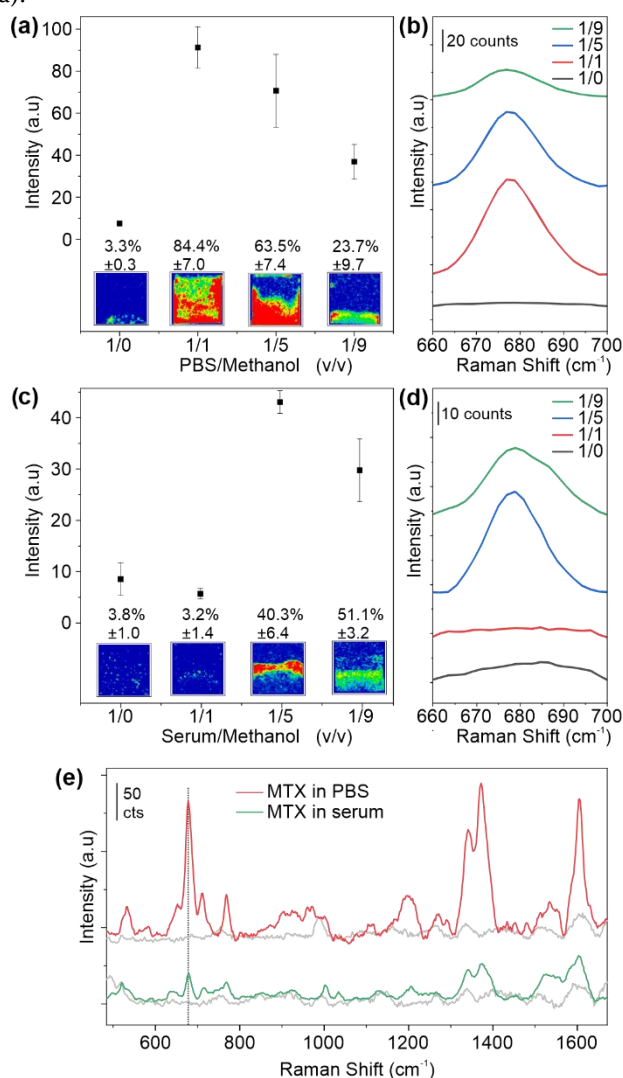 a).
(a)
100
80
60
40
20
0
Intensity (a.u)
3.3% 84.4% 63.5% 23.7%
±0.3 ±7.0 ±7.4 ±9.7
1/0 1/1 1/5 1/9
PBS/Methanol (v/v)
(b)
20 counts
1/9
1/5
1/1
1/0
Intensity (a.u)
660 670 680 690 700
Raman Shift (cm-1)
(c)
40
30
20
10
0
Intensity (a.u)
3.8% 3.2% 40.3% 51.1%
±1.0 ±1.4 ±6.4 ±3.2
1/0 1/1 1/5 1/9
Serum/Methanol (v/v)
(d)
10 counts
1/9
1/5
1/1
1/0
Intensity (a.u)
660 670 680 690 700
Raman Shift (cm-1)
(e)
50
cts
MTX in PBS
MTX in serum
Intensity (a.u)
600 800 1000 1200 1400 1600
Raman Shift (cm-1)